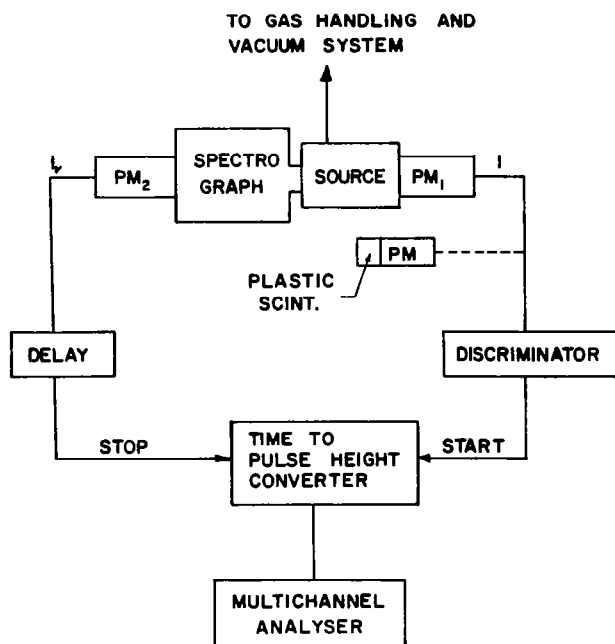 TO GAS HANDLING AND
VACUUM SYSTEM
Iᵥ
PM₂
SPECTRO
GRAPH
SOURCE
PM₁
I
PM
PLASTIC
SCINT.
DELAY
DISCRIMINATOR
STOP
TIME TO
PULSE HEIGHT
CONVERTER
START
MULTICHANNEL
ANALYSER